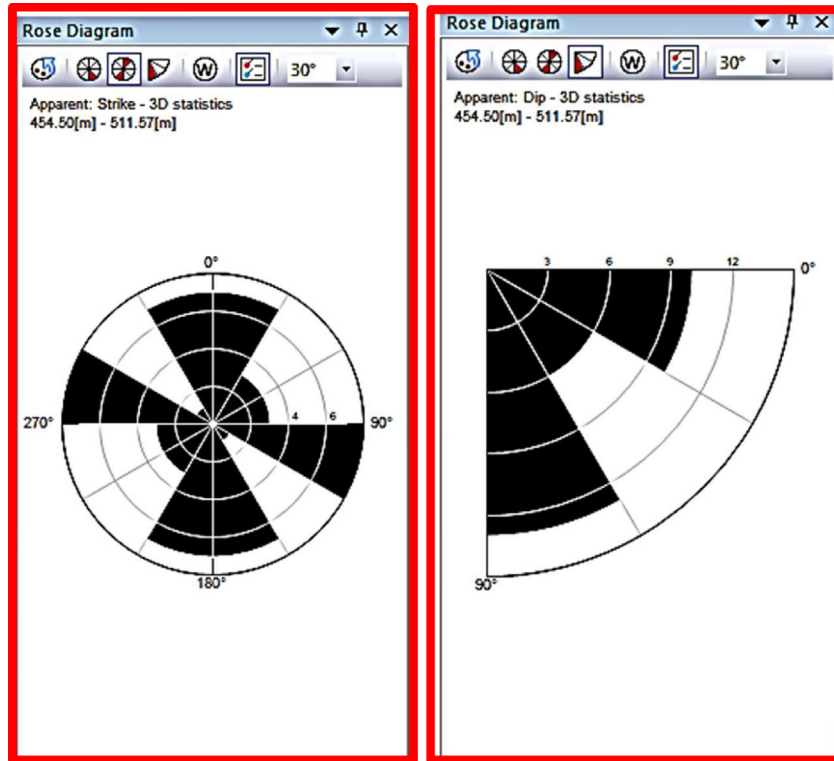 Rose Diagram
W
30°
Apparent: Strike - 3D statistics
454.50[m] - 511.57[m]
0°
270°
4
6
90°
180°
Rose Diagram
W
30°
Apparent: Dip - 3D statistics
454.50[m] - 511.57[m]
3
6
9
12
0°
90°